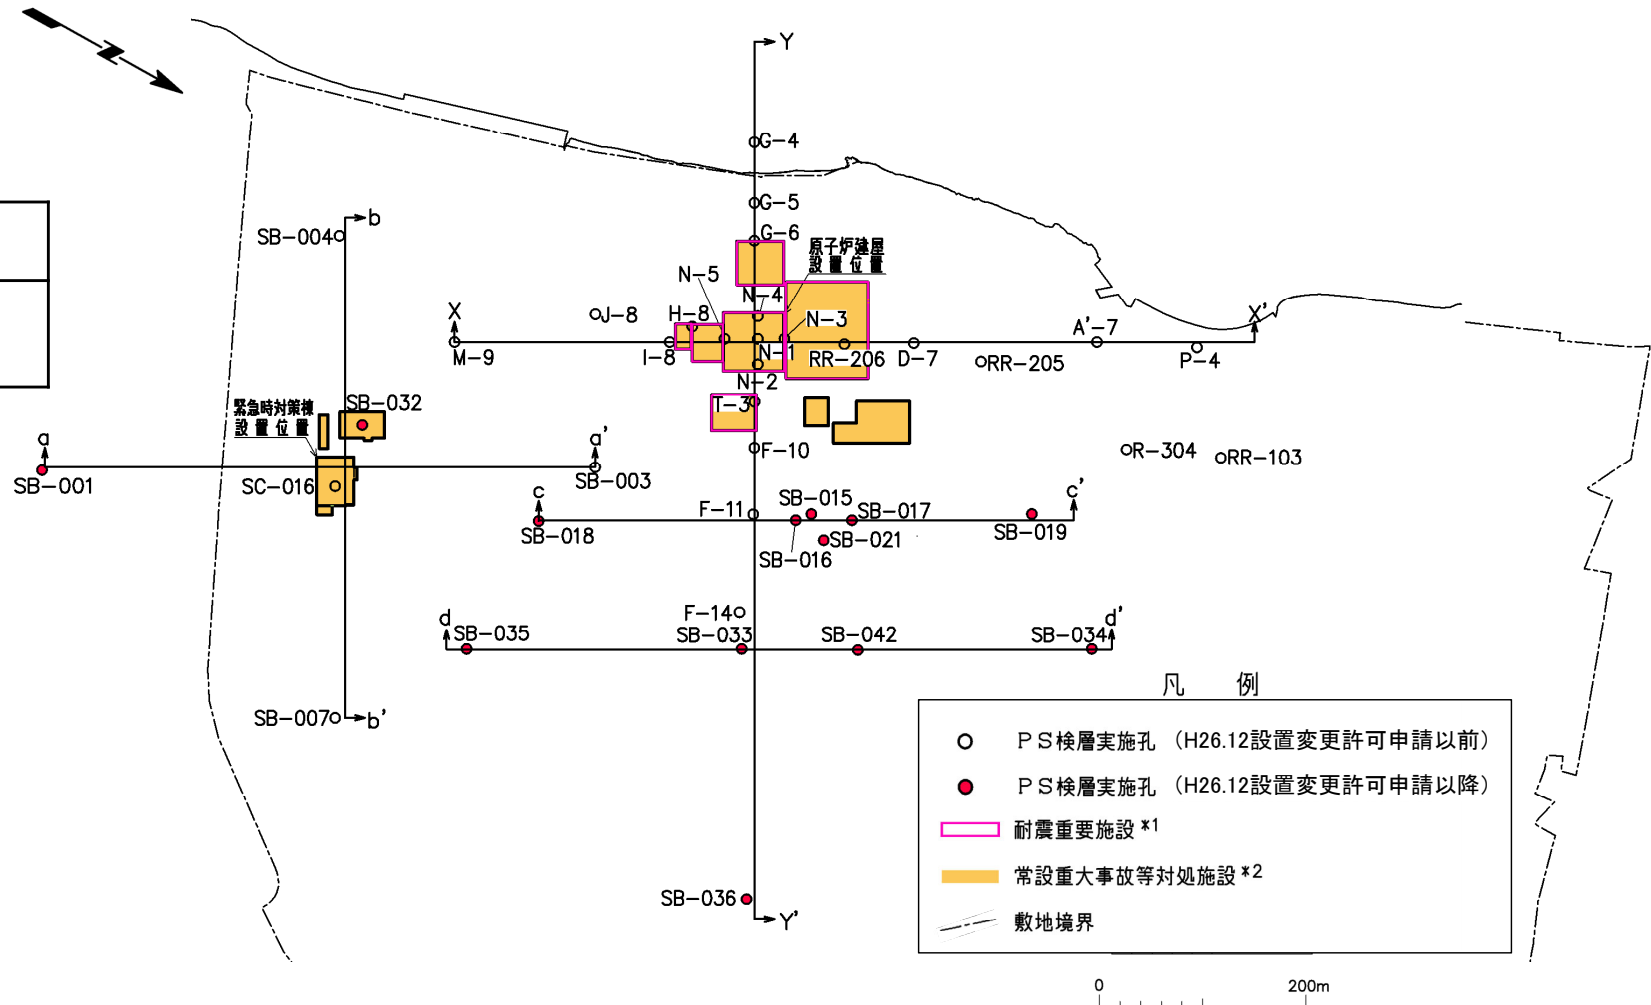 Y
G-4
G-5
G-6
b
SB-004
原子炉建屋
設置位置
N-5
N-4
X
J-8
H-8
N-3
A'-7
X'
M-9
I-8
N-1
RR-206
D-7
RR-205
P-4
N-2
緊急時対策棟
設置位置
SB-032
T-3
a
a'
F-10
R-304
RR-103
SB-001
SC-016
SB-003
c
SB-015
c'
F-11
SB-017
SB-018
SB-019
SB-021
SB-016
F-14
d
d'
SB-035
SB-033
SB-042
SB-034
SB-007
b'
SB-036
Y'
凡 例
PS検層実施孔 (H26.12設置変更許可申請以前)
PS検層実施孔 (H26.12設置変更許可申請以降)
耐震重要施設*1
常設重大事故等対処施設*2
敷地境界
0 200m